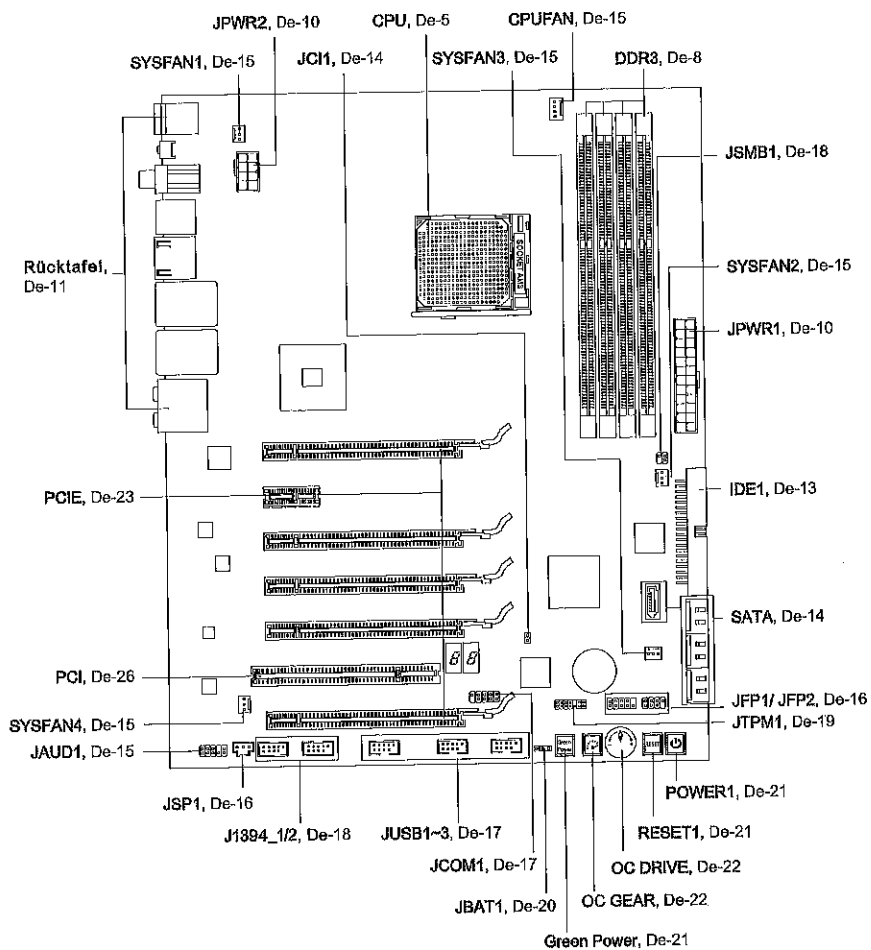 JPWR2, De-10
CPU, De-5
CPUFAN, De-15
SYSFAN1, De-15
JCI1, De-14
SYSFAN3, De-15
DDR3, De-8
JSMB1, De-18
SYSFAN2, De-15
Rücktafel,
De-11
JPWR1, De-10
PCIE, De-23
IDE1, De-13
SATA, De-14
PCI, De-26
JFP1/ JFP2, De-16
SYSFAN4, De-15
JTPM1, De-19
JAUD1, De-15
Green
Power
POWER1, De-21
JSP1, De-16
RESET1, De-21
J1394_1/2, De-18
JUSB1~3, De-17
OC DRIVE, De-22
JCOM1, De-17
OC GEAR, De-22
JBAT1, De-20
Green Power, De-21